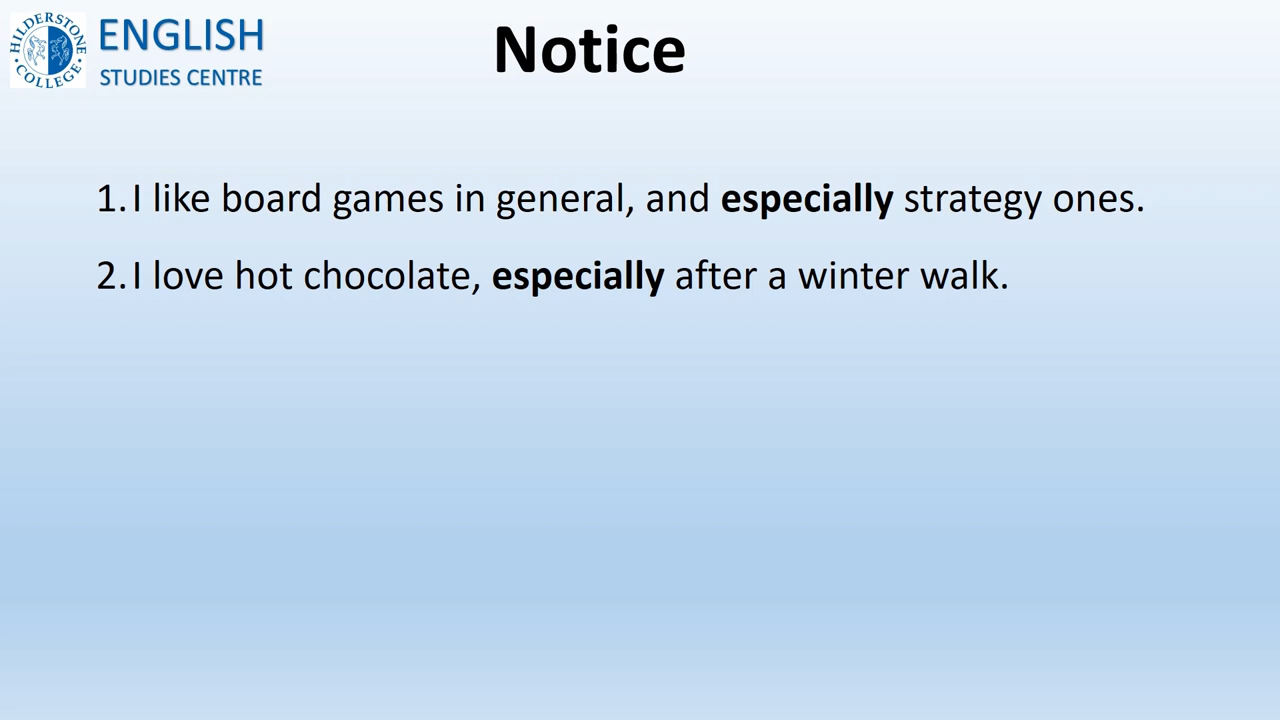 HILDERSTONE
• COLLEGE •
ENGLISH
STUDIES CENTRE
Notice
1. I like board games in general, and especially strategy ones.
2. I love hot chocolate, especially after a winter walk.